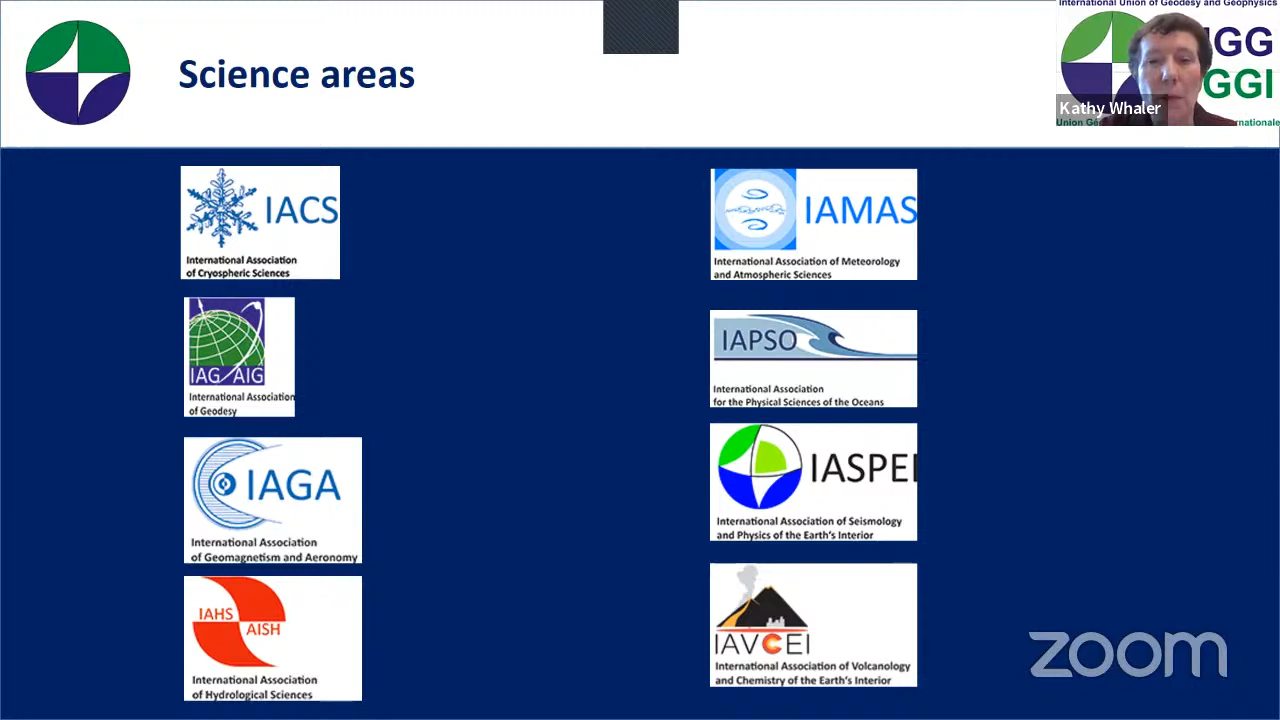 International Union of Geodesy and Geophysics
Science areas
GG
GGI
Kathy Whaler
Union
nationale
IACS
International Association
of Cryospheric Sciences
IAMAS
International Association of Meteorology
and Atmospheric Sciences
IAG AIG
International Association
of Geodesy
IAPSO
International Association
for the Physical Sciences of the Oceans
IAGA
International Association
of Geomagnetism and Aeronomy
IASPEI
International Association of Seismology
and Physics of the Earth's Interior
IAHS
AISH
International Association
of Hydrological Sciences
IAVCEI
International Association of Volcanology
and Chemistry of the Earth's Interior
zoom